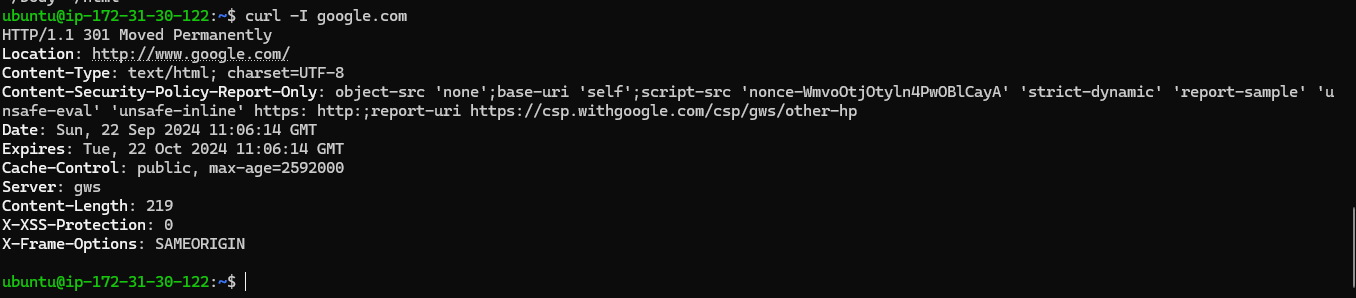 ubuntu@ip-172-31-30-122:~$ curl -I google.com
HTTP/1.1 301 Moved Permanently
Location: http://www.google.com/
Content-Type: text/html; charset=UTF-8
Content-Security-Policy-Report-Only: object-src 'none';base-uri 'self';script-src 'nonce-WmvoOtjOtyln4PwOBlCayA' 'strict-dynamic' 'report-sample' 'u
nsafe-eval' 'unsafe-inline' https: http:;report-uri https://csp.withgoogle.com/csp/gws/other-hp
Date: Sun, 22 Sep 2024 11:06:14 GMT
Expires: Tue, 22 Oct 2024 11:06:14 GMT
Cache-Control: public, max-age=2592000
Server: gws
Content-Length: 219
X-XSS-Protection: 0
X-Frame-Options: SAMEORIGIN
ubuntu@ip-172-31-30-122:~$